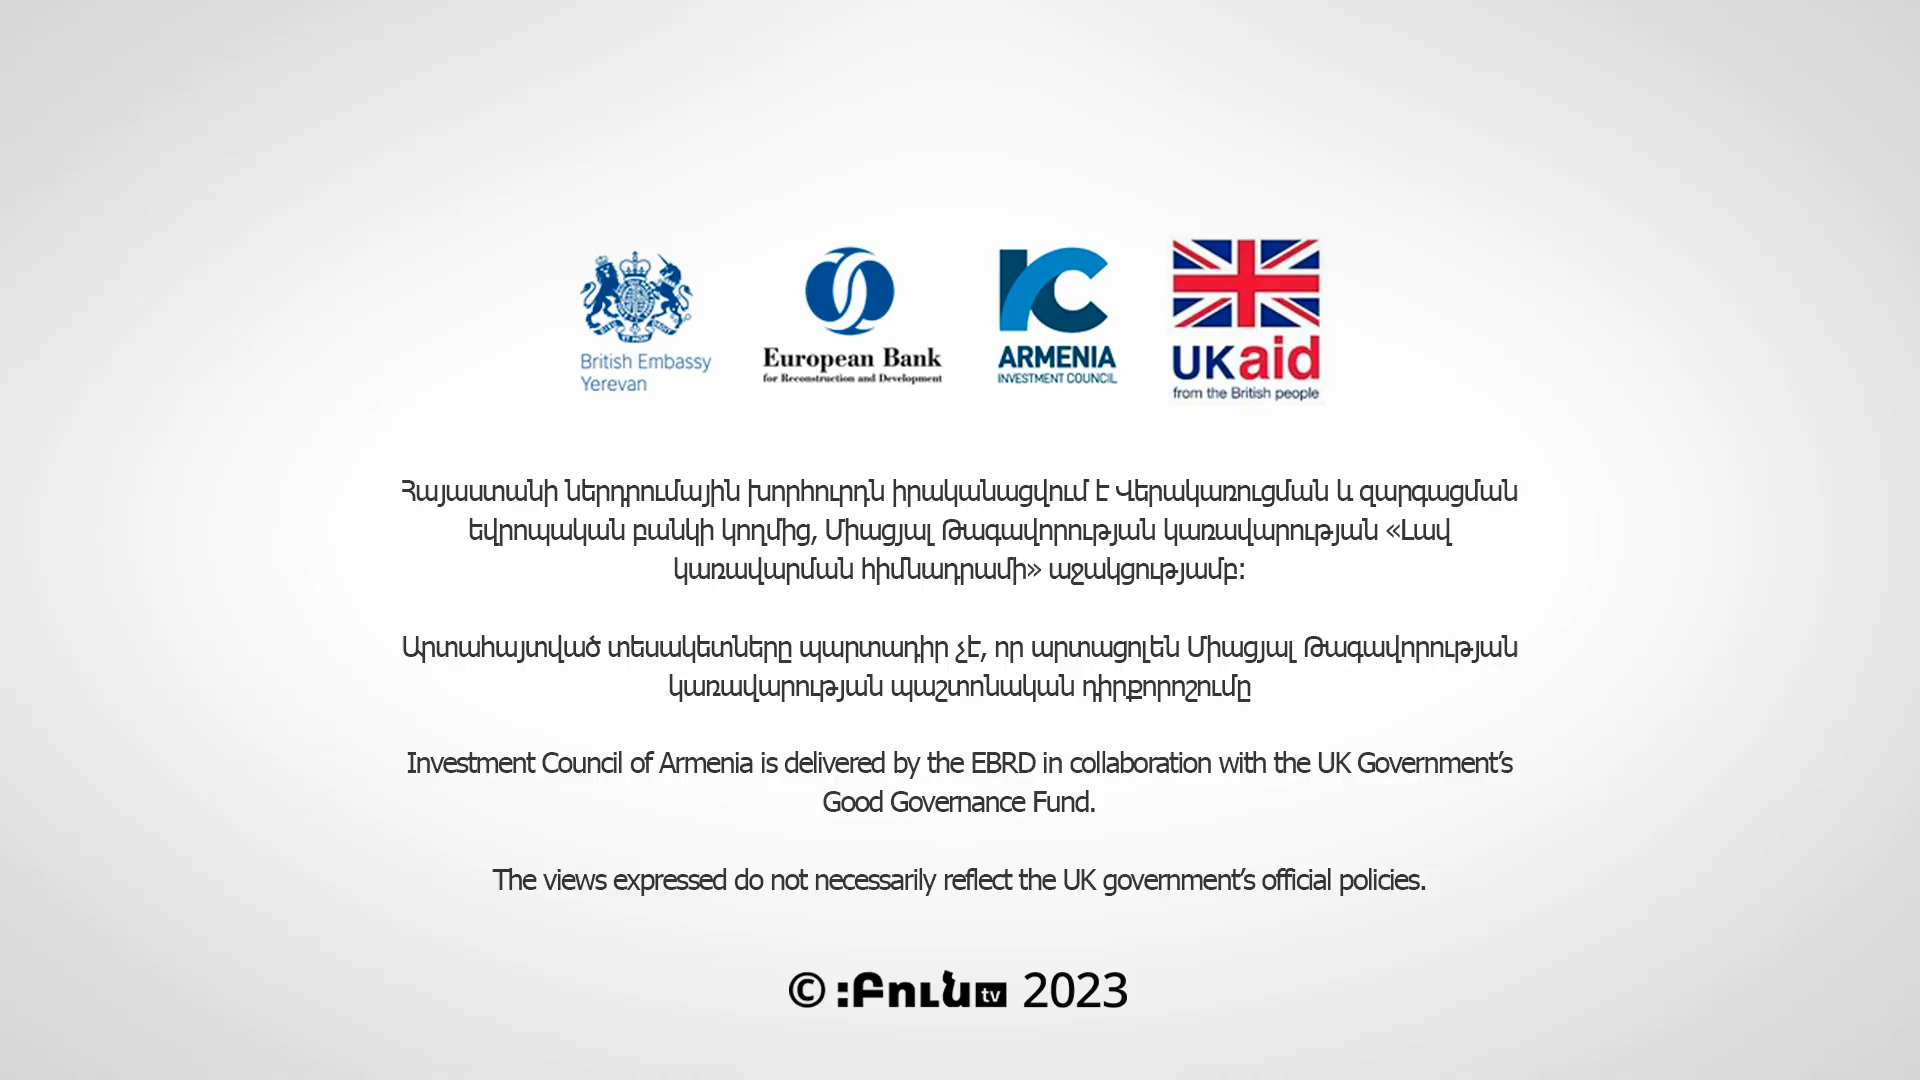 British Embassy
Yerevan
European Bank
for Reconstruction and Development
ARMENIA
INVESTMENT COUNCIL
UKaid
from the British people
Հայաստանի ներդրումային խորհուրդն իրականացվում է Վերակառուցման և զարգացման
եվրոպական բանկի կողմից, Միացյալ Թագավորության կառավարության «Լավ
կառավարման հիմնադրամի» աջակցությամբ:
Արտահայտված տեսակետները պարտադիր չէ, որ արտացոլեն Միացյալ Թագավորության
կառավարության պաշտոնական դիրքորոշումը
Investment Council of Armenia is delivered by the EBRD in collaboration with the UK Government’s
Good Governance Fund.
The views expressed do not necessarily reflect the UK government’s official policies.
© :Բուն tv 2023